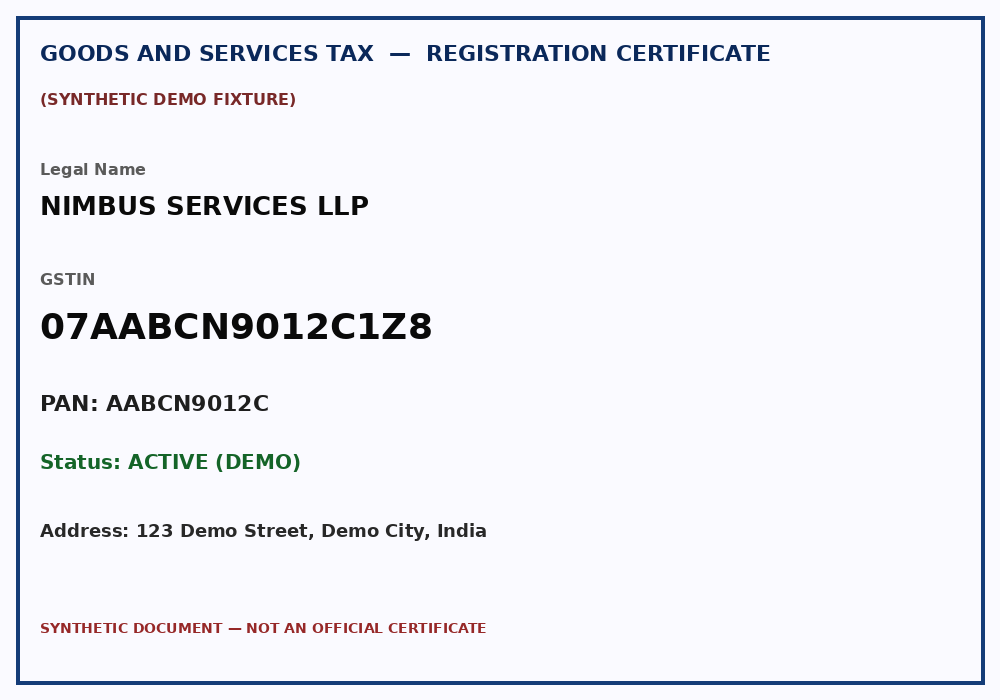 GOODS AND SERVICES TAX — REGISTRATION CERTIFICATE
(SYNTHETIC DEMO FIXTURE)
Legal Name
NIMBUS SERVICES LLP
GSTIN
07AABCN9012C1Z8
PAN: AABCN9012C
Status: ACTIVE (DEMO)
Address: 123 Demo Street, Demo City, India
SYNTHETIC DOCUMENT — NOT AN OFFICIAL CERTIFICATE